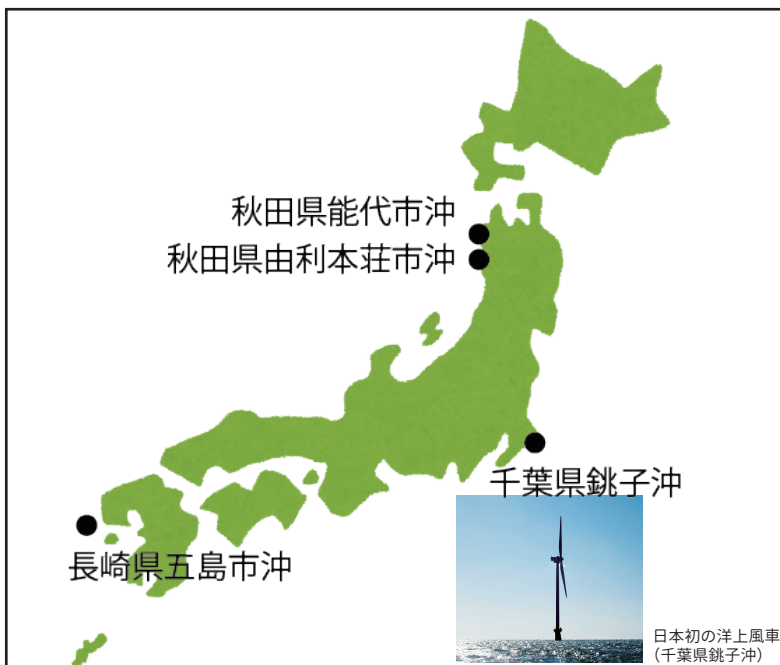 秋田県能代市沖
秋田県由利本荘市沖
千葉県銚子沖
長崎県五島市沖
日本初の洋上風車
（千葉県銚子沖）